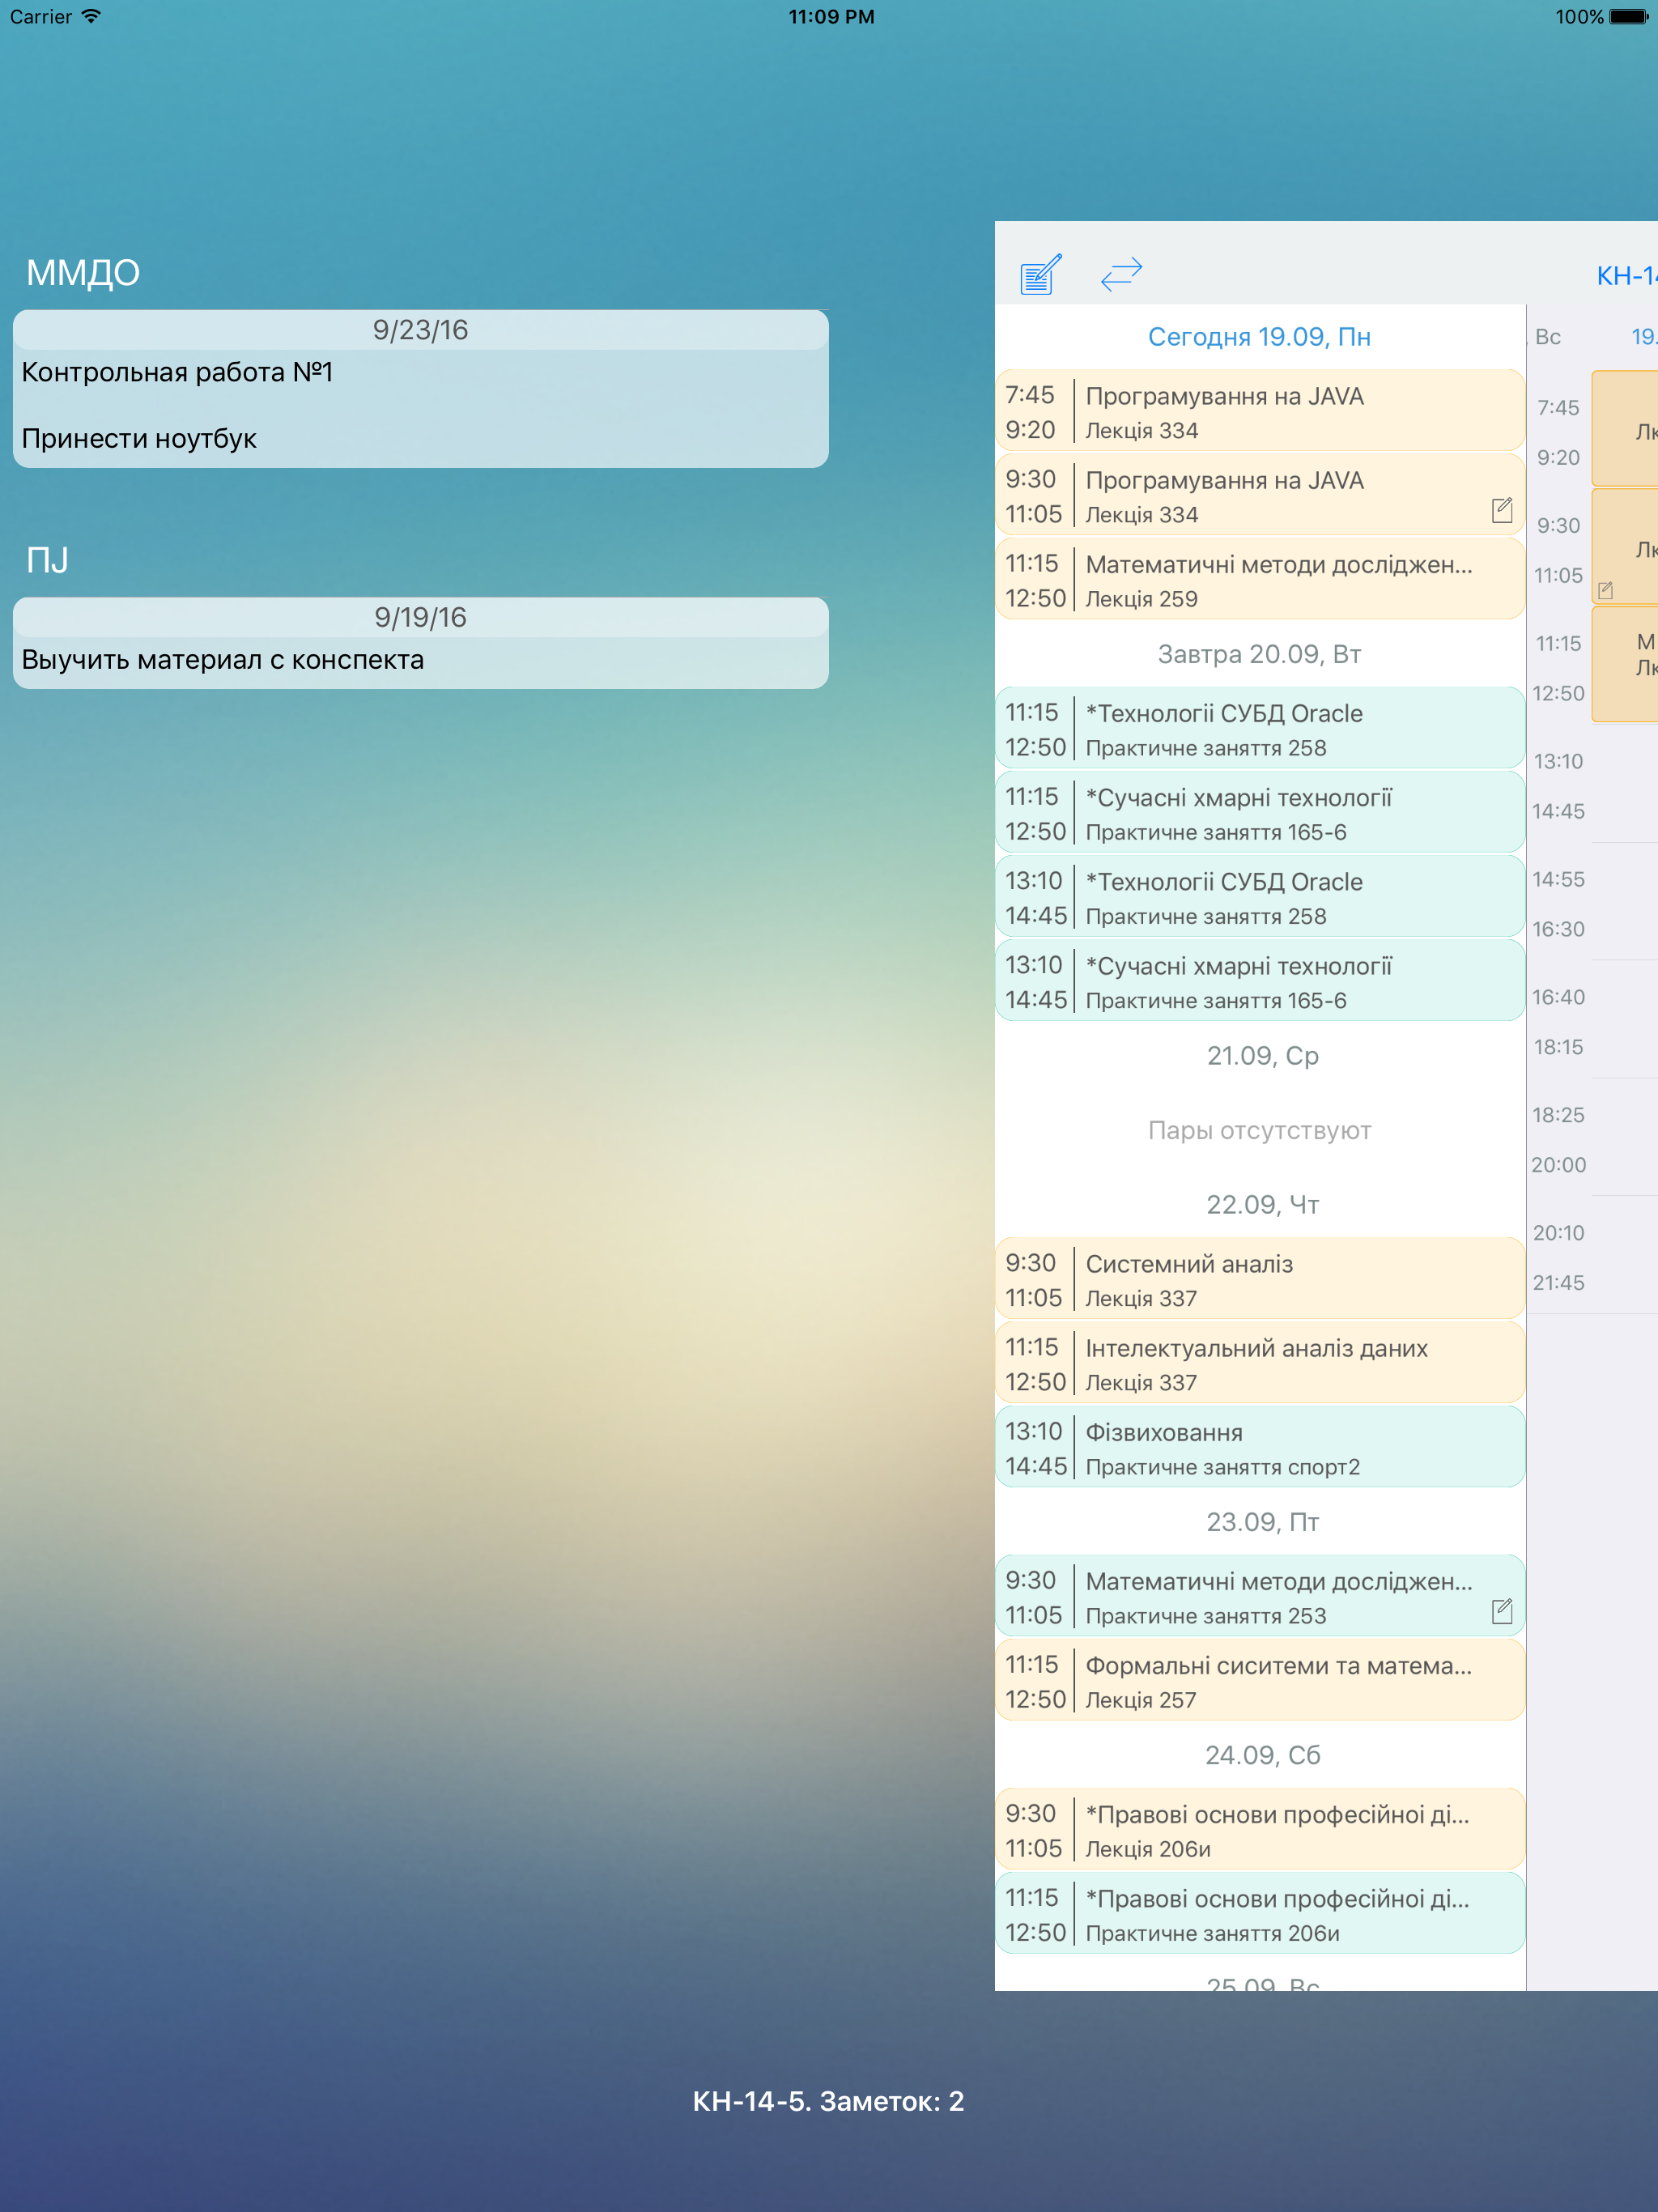 Carrier
11:09 PM
100%
ММДО
9/23/16
Контрольная работа №1
Принести ноутбук
ПJ
9/19/16
Выучить материал с конспекта
Сегодня 19.09, Пн
7:45
Програмування на JAVA
9:20
Лекція 334
9:30
Програмування на JAVA
11:05
Лекція 334
11:15
Математичні методи дослiджен...
12:50
Лекція 259
Завтра 20.09, Вт
11:15
*Технологіі СУБД Oracle
12:50
Практичне заняття 258
11:15
*Сучасні хмарні технології
12:50
Практичне заняття 165-6
13:10
*Технологіі СУБД Oracle
14:45
Практичне заняття 258
13:10
*Сучасні хмарні технології
14:45
Практичне заняття 165-6
21.09, Ср
Пары отсутствуют
22.09, Чт
9:30
Системний аналіз
11:05
Лекція 337
11:15
Інтелектуальний аналіз даних
12:50
Лекція 337
13:10
Фізвиховання
14:45
Практичне заняття спорт2
23.09, Пт
9:30
Математичні методи дослiджен...
11:05
Практичне заняття 253
11:15
Формальні сиситеми та матема...
12:50
Лекція 257
24.09, Сб
9:30
*Правові основи професійноі ді...
11:05
Лекція 206и
11:15
*Правові основи професійноі ді...
12:50
Практичне заняття 206и
25.09, Вс
КН-14
, Вс
19.
7:45
Лк
9:20
9:30
Лк
11:05
11:15
М
Лк
12:50
13:10
14:45
14:55
16:30
16:40
18:15
18:25
20:00
20:10
21:45
КН-14-5. Заметок: 2